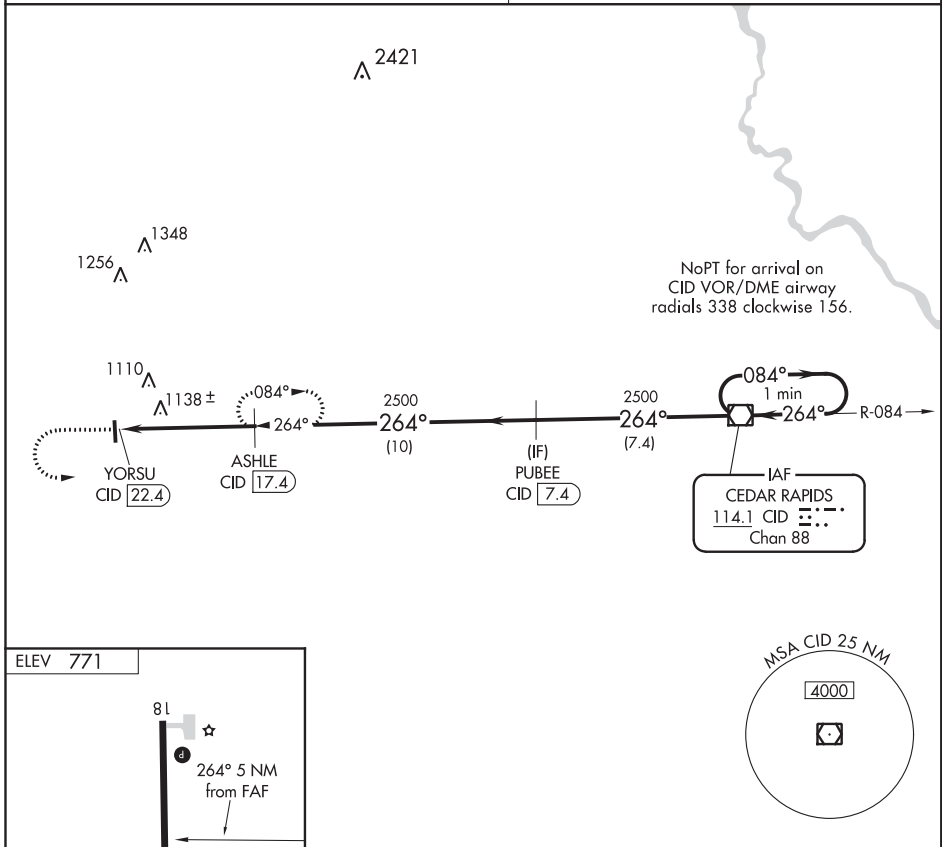 2421
1348
1256
NoPT for arrival on
CID VOR/DME airway
radials 338 clockwise 156.
1110
1138 ±
084°
264°
2500
264°
(10)
2500
264°
(7.4)
084°
1 min
264°
R-084
YORSU
CID 22.4
ASHLE
CID 17.4
(IF)
PUBEE
CID 7.4
IAF
CEDAR RAPIDS
114.1 CID
Chan 88
ELEV 771
18
P
264° 5 NM
from FAF
MSA CID 25 NM
4000